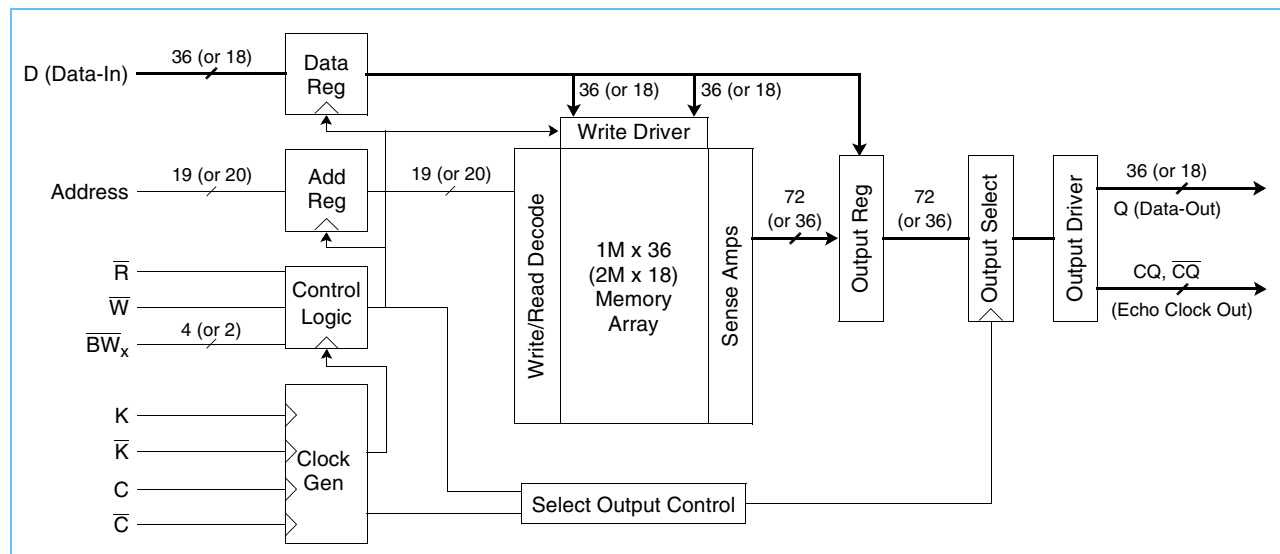 D (Data-In)
36 (or 18)
Data
Reg
36 (or 18)
36 (or 18)
Write Driver
Address
19 (or 20)
Add
Reg
19 (or 20)
Write/Read Decode
1M x 36
(2M x 18)
Memory
Array
Sense Amps
72
(or 36)
Output Reg
72
(or 36)
Output Select
Output Driver
36 (or 18)
Q (Data-Out)
CQ, C̅Q̅
(Echo Clock Out)
R̅
W̅
B̅W̅x
4 (or 2)
Control
Logic
K
K̅
C
C̅
Clock
Gen
Select Output Control